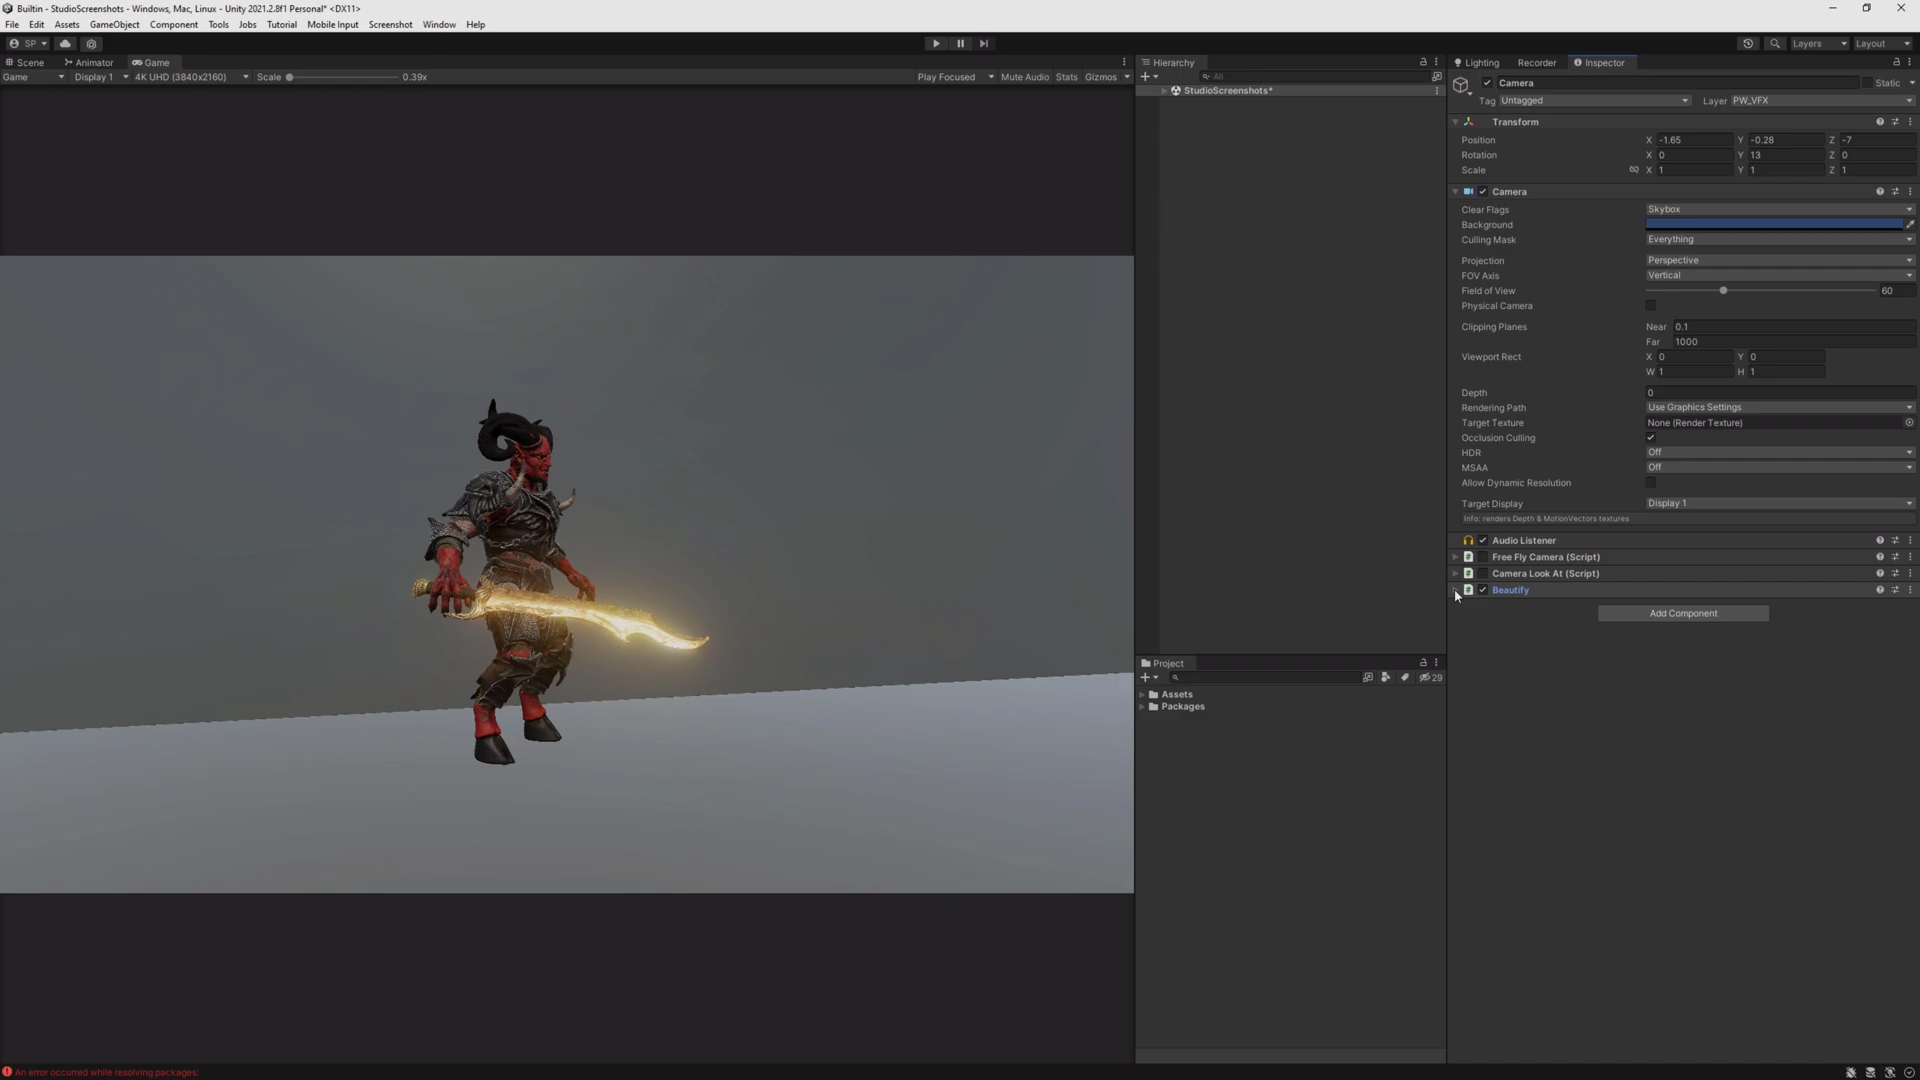 Builtin - StudioScreenshots - Windows, Mac, Linux - Unity 2021.2.8f1 Personal* <DX11>
File Edit Assets GameObject Component Tools Jobs Tutorial Mobile Input Screenshot Window Help
SP Layers Layout
Scene Animator Game
Game Display 1 4K UHD (3840x2160) Scale 0.39x Play Focused Mute Audio Stats Gizmos
Hierarchy
All
StudioScreenshots*
Project
29
Assets
Packages
Lighting Recorder Inspector
Camera Static
Tag Untagged Layer PW_VFX
Transform
Position X -1.65 Y -0.28 Z -7
Rotation X 0 Y 13 Z 0
Scale X 1 Y 1 Z 1
Camera
Clear Flags Skybox
Background
Culling Mask Everything
Projection Perspective
FOV Axis Vertical
Field of View 60
Physical Camera
Clipping Planes Near 0.1
Far 1000
Viewport Rect X 0 Y 0
W 1 H 1
Depth 0
Rendering Path Use Graphics Settings
Target Texture None (Render Texture)
Occlusion Culling
HDR Off
MSAA Off
Allow Dynamic Resolution
Target Display Display 1
Info: renders Depth & MotionVectors textures
Audio Listener
Free Fly Camera (Script)
Camera Look At (Script)
Beautify
Add Component
An error occurred while resolving packages: